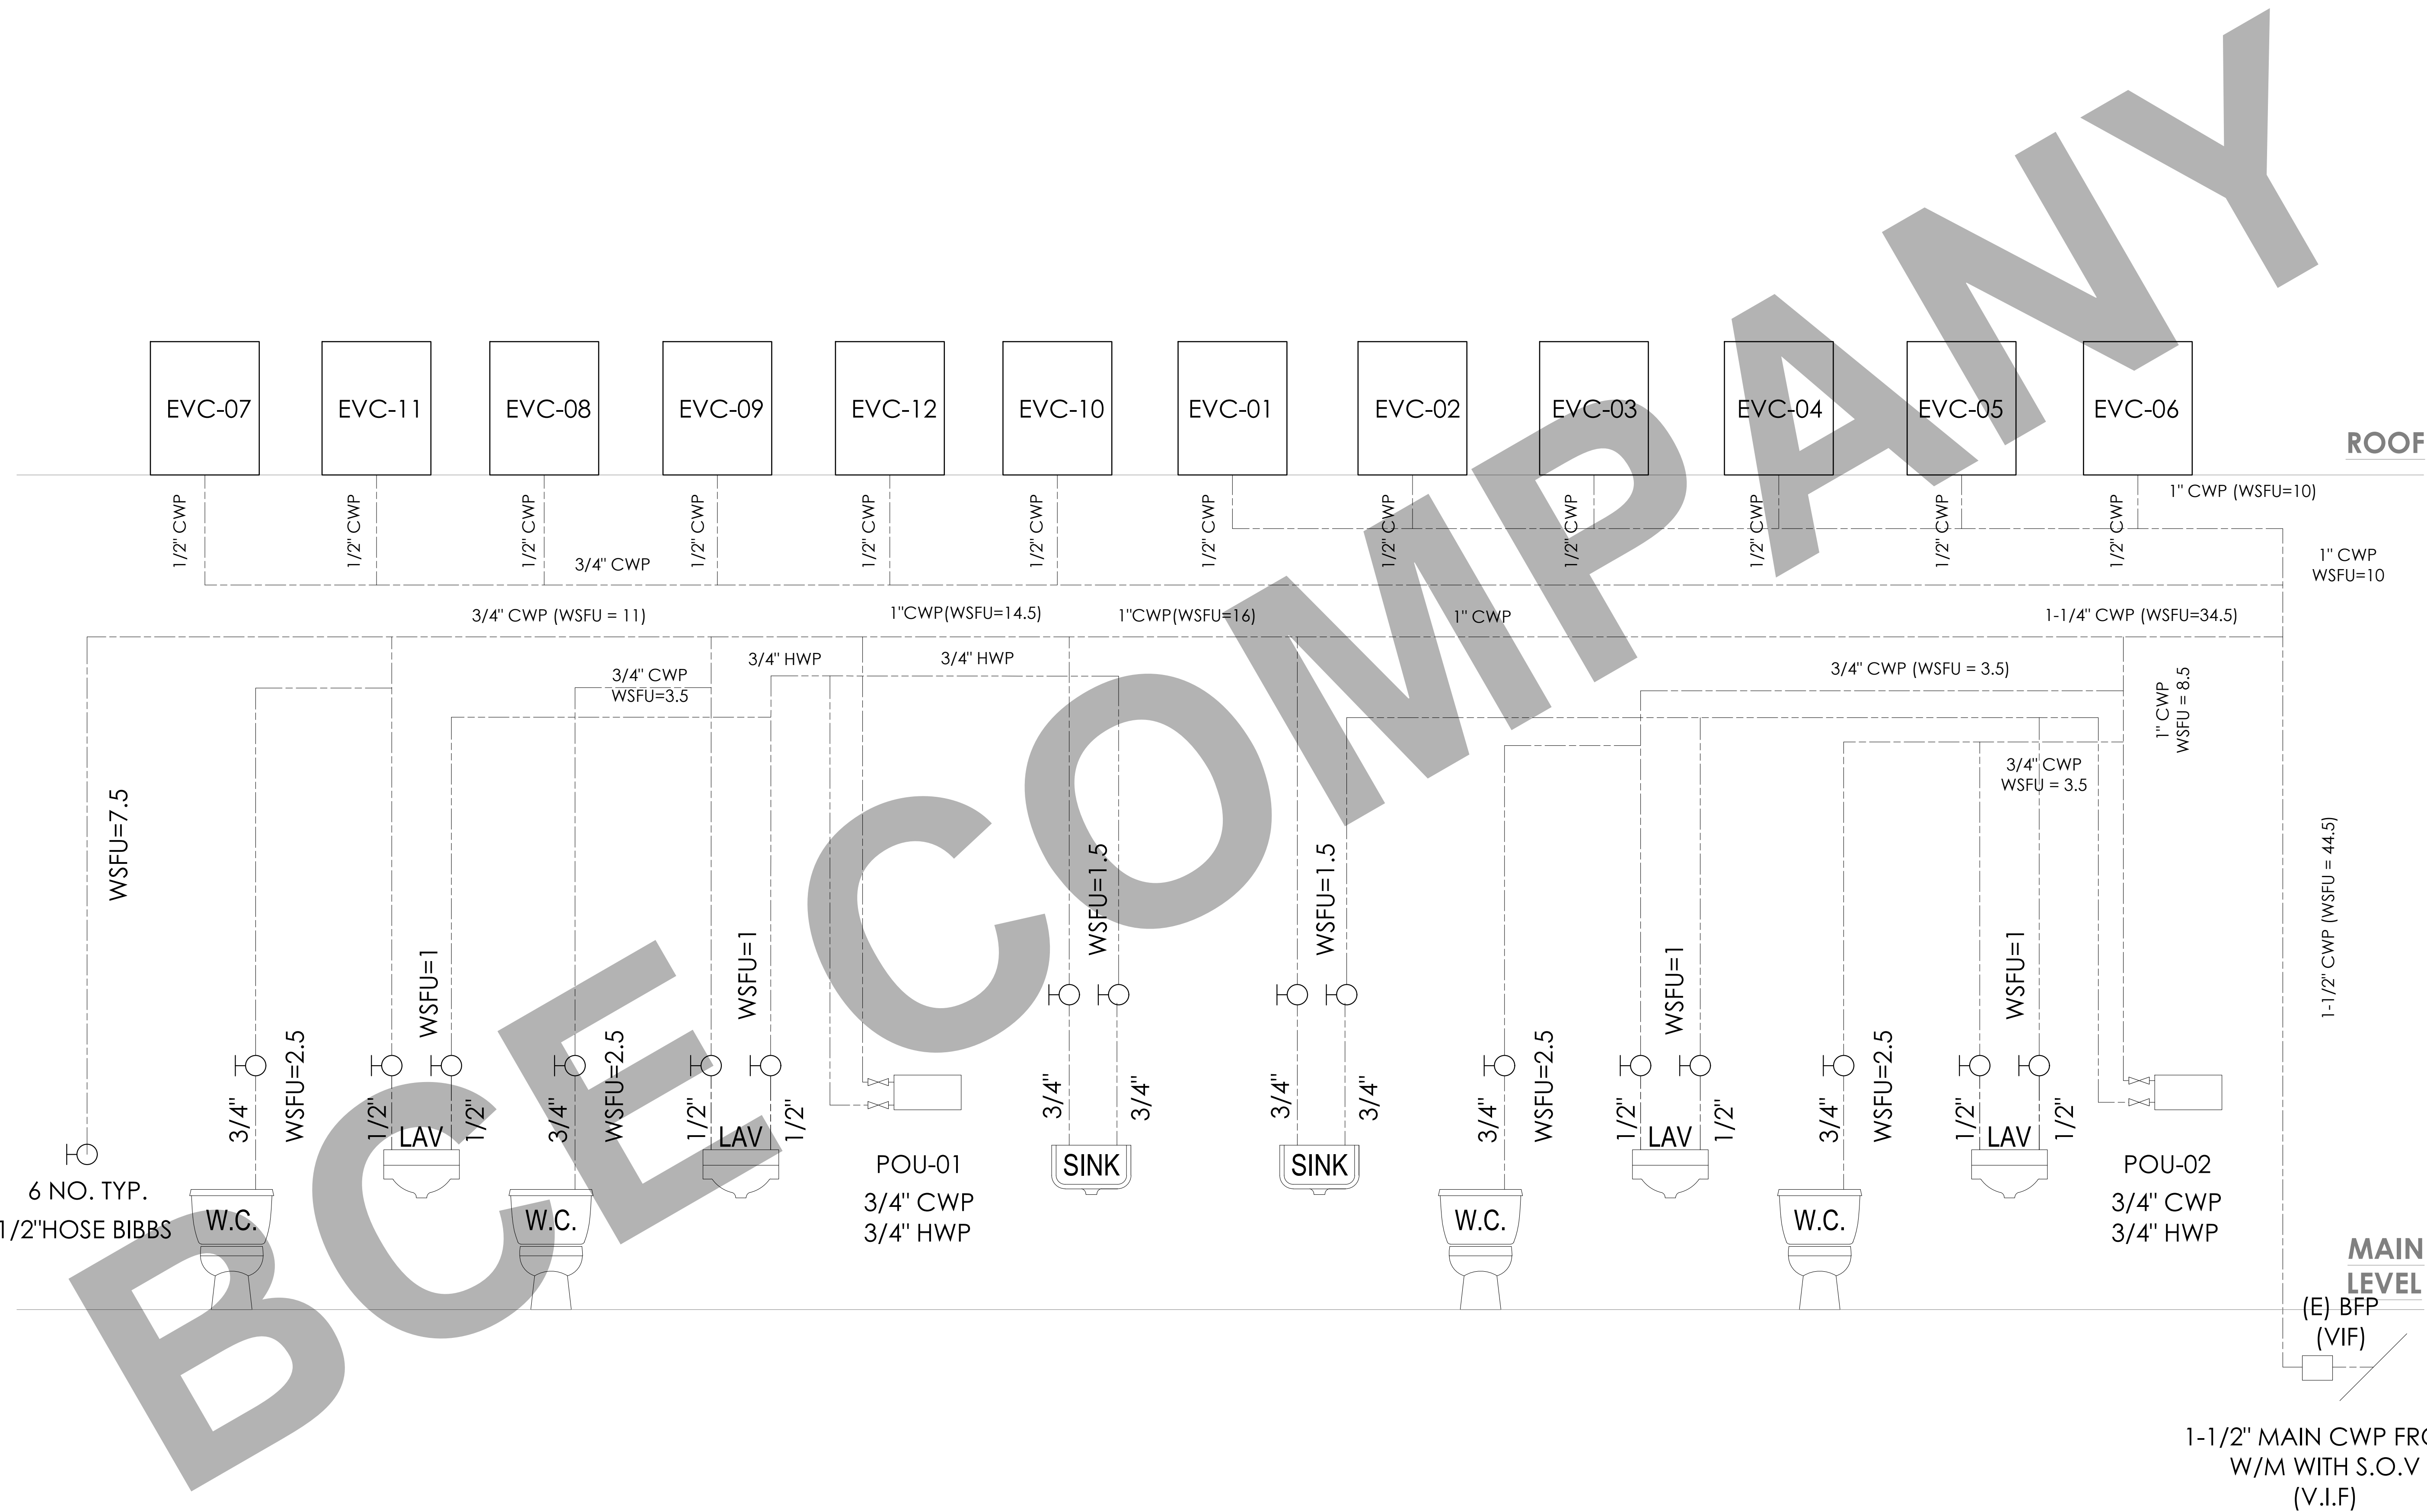 EVC-07
EVC-11
EVC-08
EVC-09
EVC-12
EVC-10
EVC-01
EVC-02
EVC-03
EVC-04
EVC-05
EVC-06
ROOF
1/2" CWP
1/2" CWP
1/2" CWP
1/2" CWP
1/2" CWP
1/2" CWP
1/2" CWP
1/2" CWP
1/2" CWP
1/2" CWP
1/2" CWP
1/2" CWP
1" CWP (WSFU=10)
3/4" CWP
1" CWP
WSFU=10
3/4" CWP (WSFU = 11)
1"CWP(WSFU=14.5)
1"CWP(WSFU=16)
1" CWP
1-1/4" CWP (WSFU=34.5)
3/4" CWP
WSFU=3.5
3/4" HWP
3/4" HWP
3/4" CWP (WSFU = 3.5)
1" CWP
WSFU = 8.5
3/4" CWP
WSFU = 3.5
1-1/2" CWP (WSFU = 44.5)
WSFU=7.5
WSFU=1
WSFU=1
WSFU=1.5
WSFU=1.5
WSFU=1
WSFU=1
3/4"
WSFU=2.5
1/2"
1/2"
3/4"
WSFU=2.5
1/2"
1/2"
3/4"
3/4"
3/4"
3/4"
3/4"
WSFU=2.5
1/2"
1/2"
3/4"
WSFU=2.5
1/2"
1/2"
LAV
LAV
LAV
LAV
SINK
SINK
6 NO. TYP.
1/2"HOSE BIBBS
W.C.
W.C.
W.C.
W.C.
POU-01
3/4" CWP
3/4" HWP
POU-02
3/4" CWP
3/4" HWP
MAIN
LEVEL
(E) BFP
(VIF)
1-1/2" MAIN CWP
W/M WITH S.O.V
(V.I.F)
BCE COMPANY